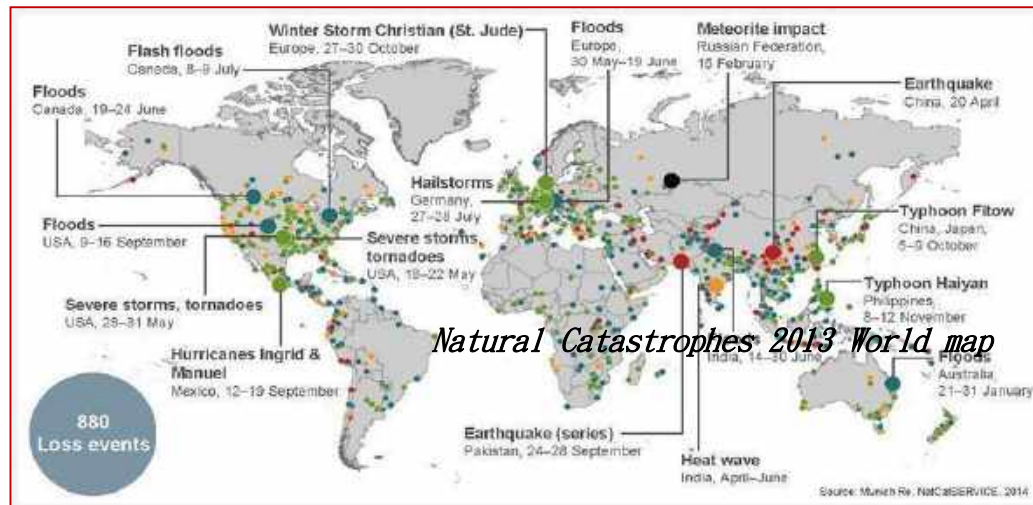 Winter Storm Christian (St. Jude)
Europe, 27–30 October
Floods
Europe,
30 May–19 June
Meteorite impact
Russian Federation,
15 February
Flash floods
Canada, 8–9 July
Earthquake
China, 20 April
Floods
Canada, 19–24 June
Hailstorms
Germany,
27–28 July
Typhoon Fitow
China, Japan,
5–9 October
Floods
USA, 9–16 September
Severe storms,
tornadoes
USA, 18–22 May
Typhoon Haiyan
Philippines
8–12 November
Severe storms, tornadoes
USA, 28–31 May
Natural Catastrophes 2013 World map
India, 14–30 June
Hurricanes Ingrid &
Manuel
Mexico, 12–19 September
Floods
Australia,
21–31 January
880
Loss events
Earthquake (series)
Pakistan, 24–28 September
Heat wave
India, April–June
Source: Munich Re, NatCatSERVICE, 2014